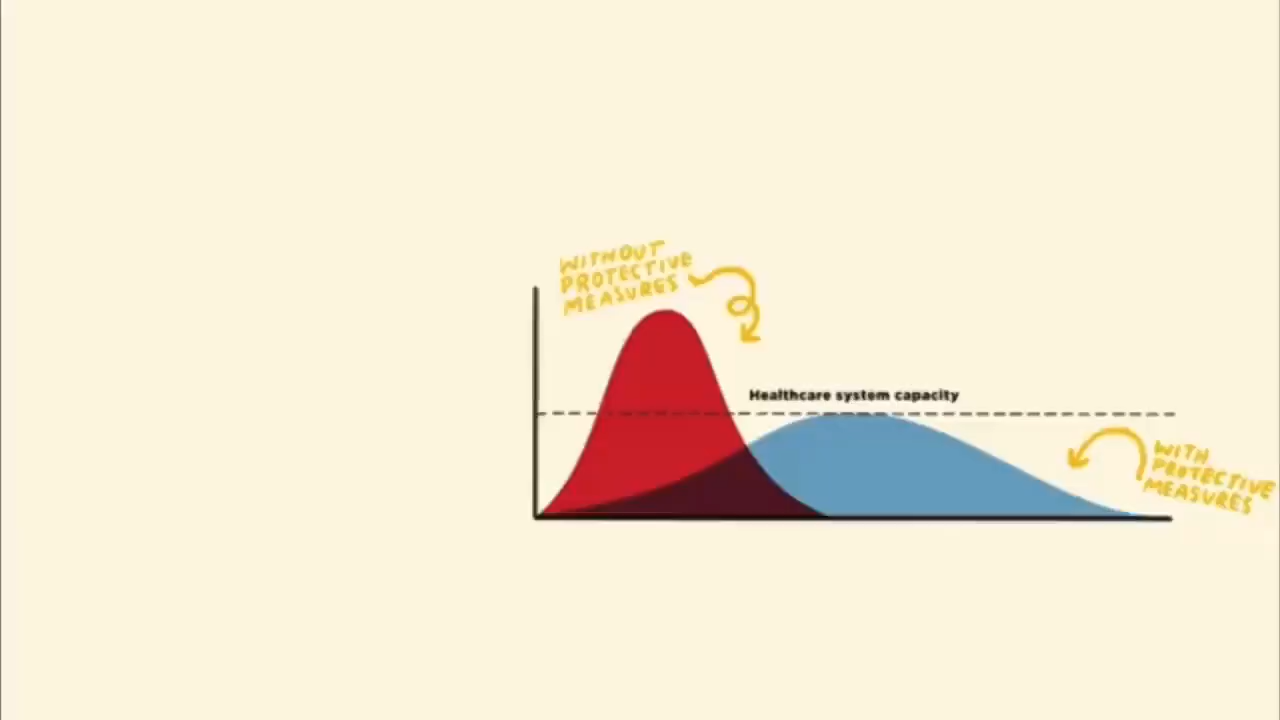 WITHOUT
PROTECTIVE
MEASURES
Healthcare system capacity
WITH
PROTECTIVE
MEASURES